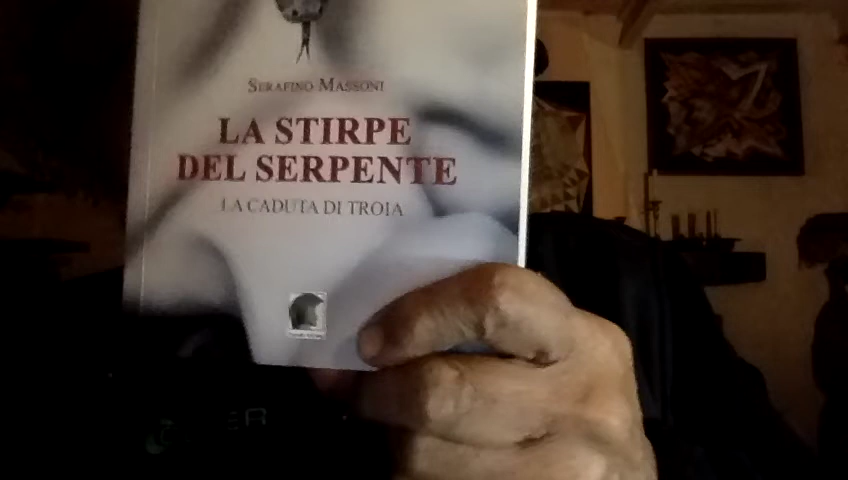 SERAFINO MASSONI
LA STIRPE
DEL SERPENTE
LA CADUTA DI TROIA